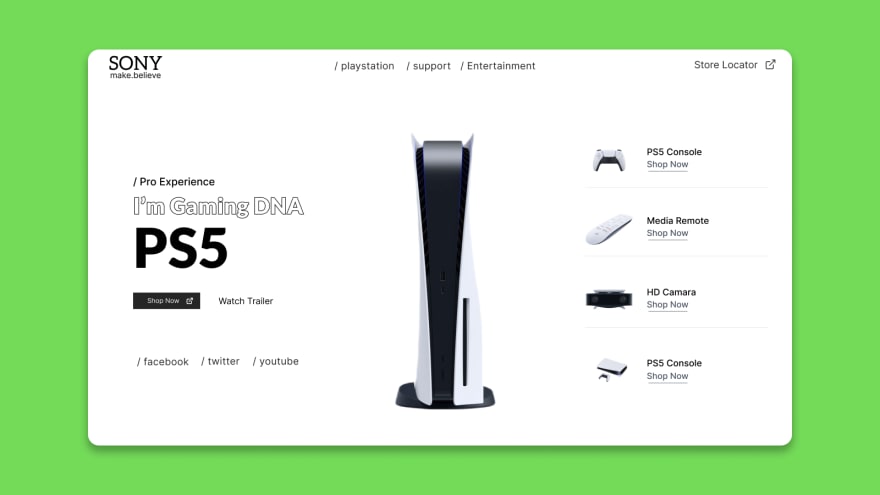 SONY
make.believe
/ playstation / support / Entertainment
Store Locator
/ Pro Experience
I'm Gaming DNA
PS5
Shop Now
Watch Trailer
/ facebook / twitter / youtube
PS5 Console
Shop Now
Media Remote
Shop Now
HD Camara
Shop Now
PS5 Console
Shop Now